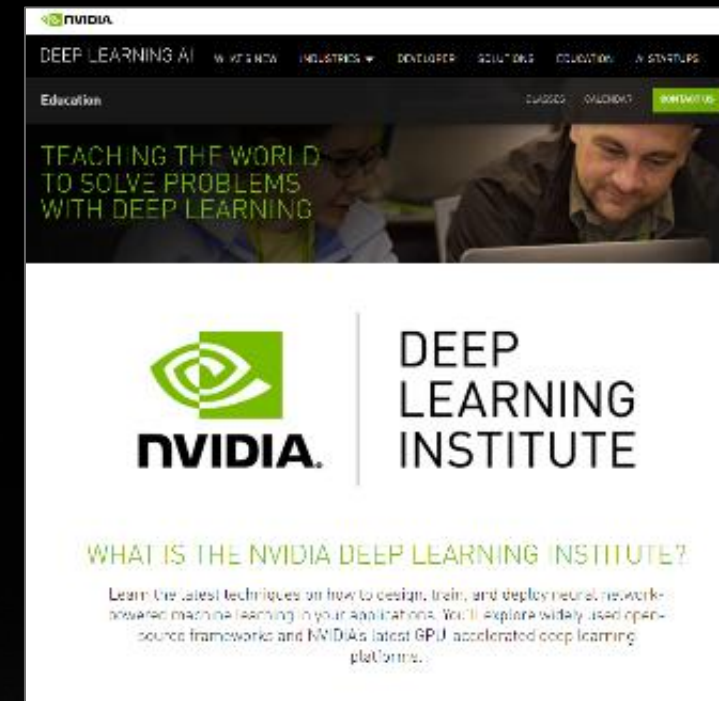 NVIDIA
DEEP LEARNING AI WHAT'S NEW INDUSTRIES DEVELOPER SOLUTIONS EDUCATION AI STARTUPS
Education CLASSES CALENDAR CONTACT US
TEACHING THE WORLD
TO SOLVE PROBLEMS
WITH DEEP LEARNING
NVIDIA.
DEEP
LEARNING
INSTITUTE
WHAT IS THE NVIDIA DEEP LEARNING INSTITUTE?
Learn the latest techniques on how to design, train, and deploy neural network-
powered machine learning in your applications. You'll explore widely used open-
source frameworks and NVIDIA's latest GPU-accelerated deep learning
platforms.